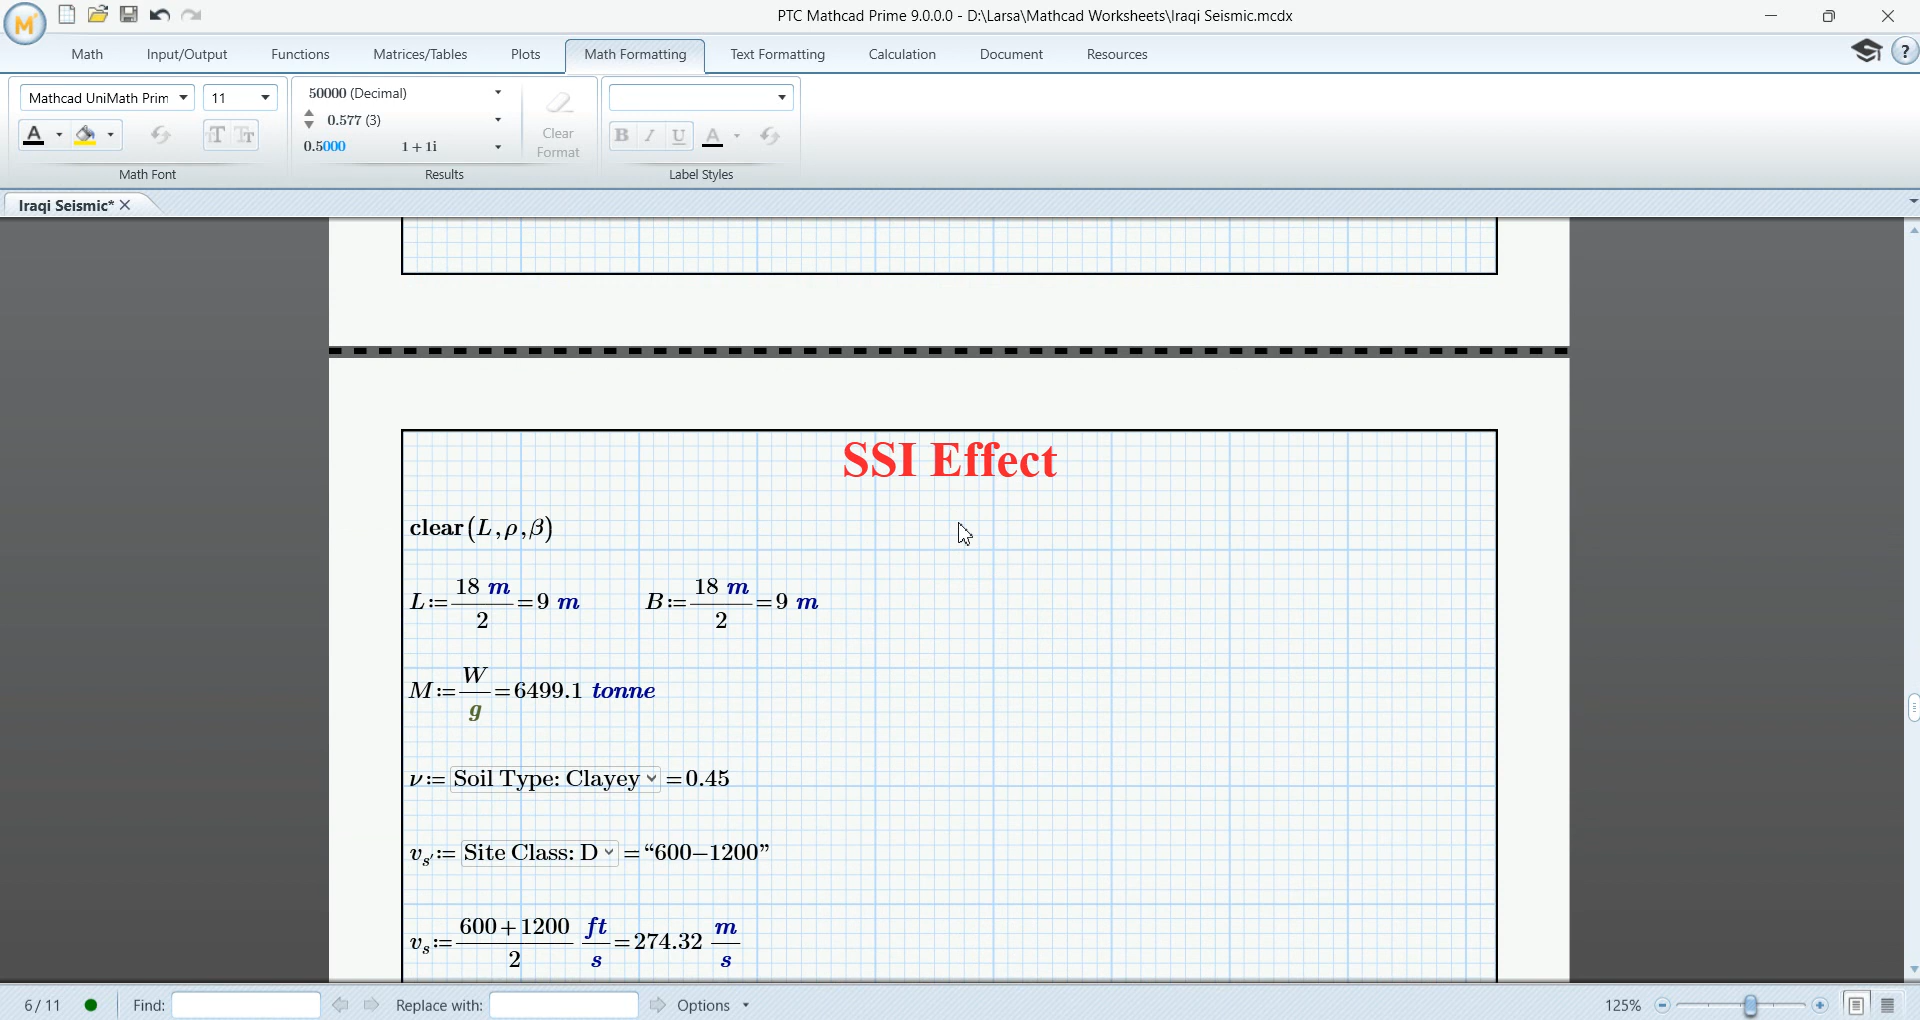 PTC Mathcad Prime 9.0.0.0 - D:\Larsa\Mathcad Worksheets\Iraqi Seismic.mcdx
Math Input/Output Functions Matrices/Tables Plots Math Formatting Text Formatting Calculation Document Resources
Mathcad UniMath Prim 11
50000 (Decimal)
0.577 (3)
0.5000 1+1i
Clear
Format
B I U A
Math Font Results Label Styles
Iraqi Seismic*
SSI Effect
clear(L,ρ,β)
L:=18 m/2=9 m B:=18 m/2=9 m
M:=W/g=6499.1 tonne
ν:=Soil Type: Clayey=0.45
vs′:=Site Class: D=“600−1200”
vs:=600+1200/2 ft/s=274.32 m/s
6/11 Find: Replace with: Options 125%